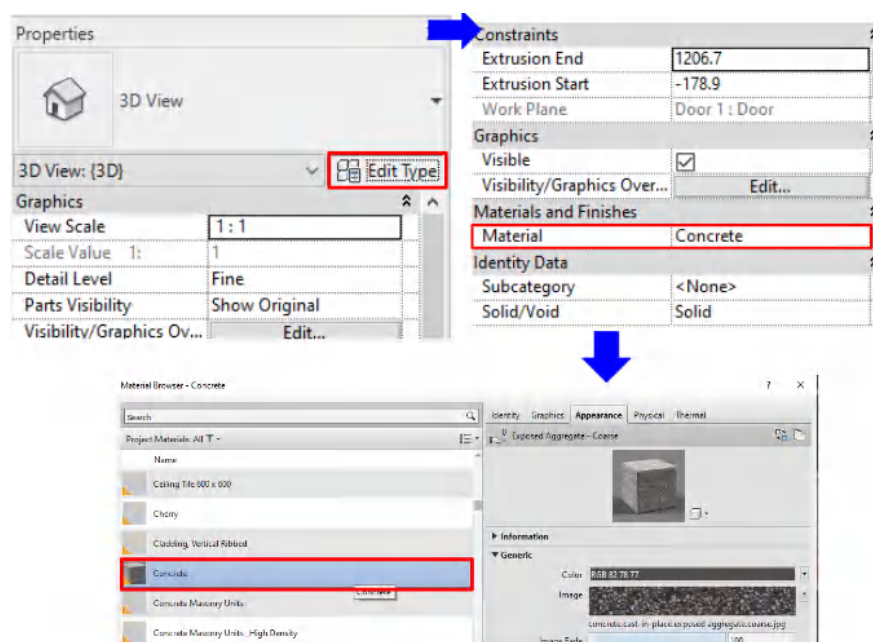 Properties
3D View
3D View: {3D}
Edit Type
Graphics
View Scale 1 : 1
Scale Value 1: 1
Detail Level Fine
Parts Visibility Show Original
Visibility/Graphics Ov... Edit...
Constraints
Extrusion End 1206.7
Extrusion Start -178.9
Work Plane Door 1 : Door
Graphics
Visible
Visibility/Graphics Over... Edit...
Materials and Finishes
Material Concrete
Identity Data
Subcategory <None>
Solid/Void Solid
Material Browser - Concrete ? ×
Search
Project Materials: All
Name
Ceiling Tile 600 x 600
Cherry
Cladding, Vertical Ribbed
Concrete
Concrete
Concrete Masonry Units
Concrete Masonry Units, High Density
Identity Graphics Appearance Physical Thermal
0 Exposed Aggregate - Coarse
Information
Generic
Color RGB 82 78 77
Image
concrete.cast-in-place.exposed aggregate.coarse.jpg
Image Fade 100